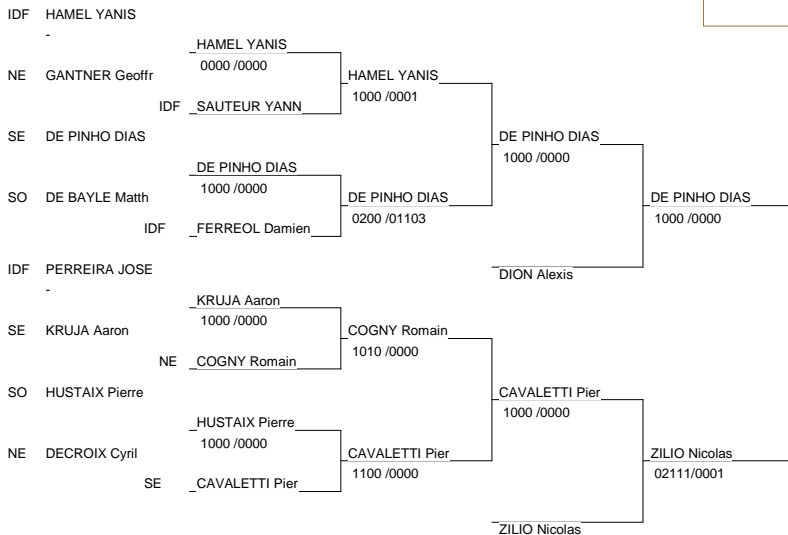 IDF HAMEL YANIS
-
HAMEL YANIS
0000 /0000
NE GANTNER Geoffr
HAMEL YANIS
1000 /0001
IDF SAUTEUR YANN
SE DE PINHO DIAS
DE PINHO DIAS
1000 /0000
DE PINHO DIAS
1000 /0000
SO DE BAYLE Matth
DE PINHO DIAS
0200 /01103
DE PINHO DIAS
1000 /0000
IDF FERREOL Damien
IDF PERREIRA JOSE
-
DION Alexis
KRUJA Aaron
1000 /0000
SE KRUJA Aaron
COGNY Romain
1010 /0000
NE COGNY Romain
SO HUSTAIX Pierre
CAVALETTI Pier
1000 /0000
HUSTAIX Pierre
1000 /0000
NE DECROIX Cyril
CAVALETTI Pier
1100 /0000
ZILIO Nicolas
02111/0001
SE CAVALETTI Pier
ZILIO Nicolas